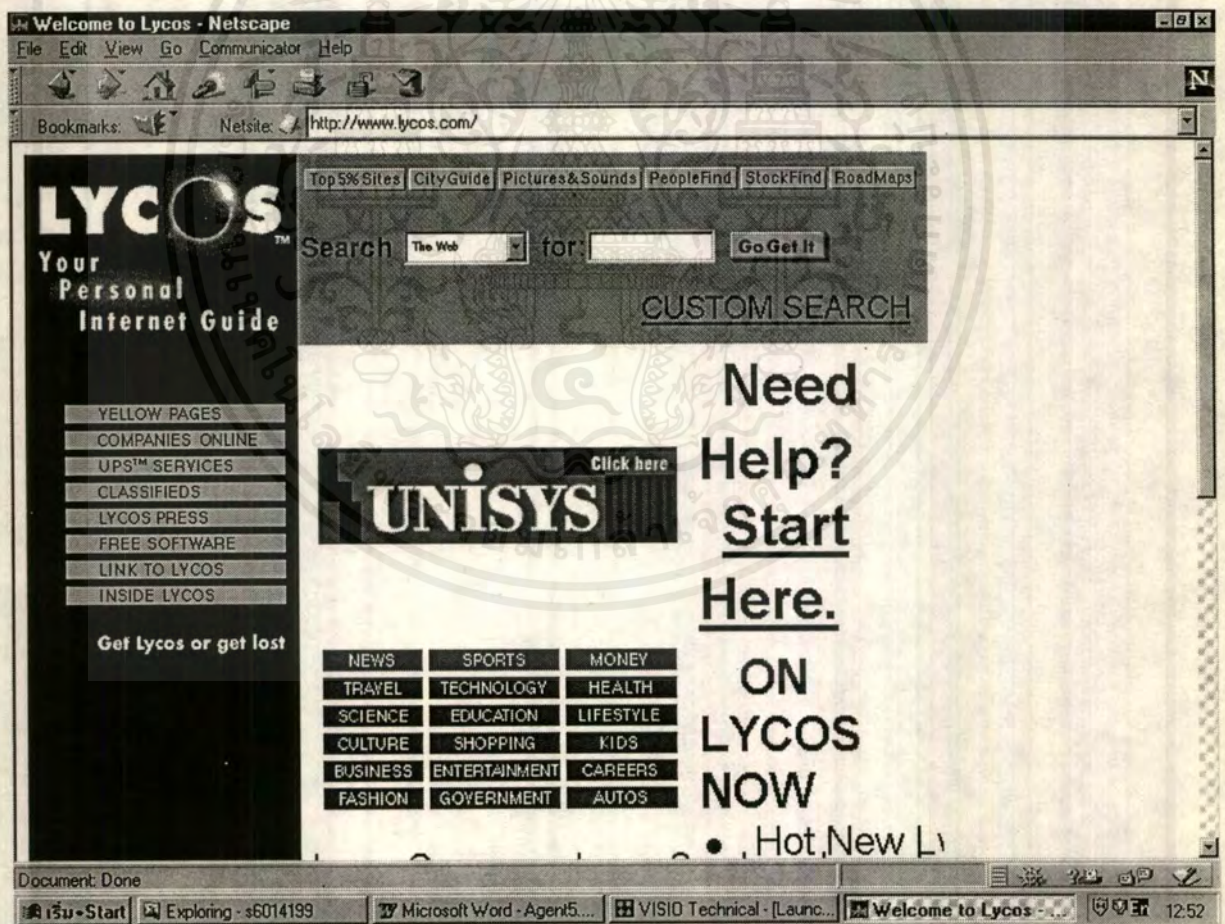 Welcome to Lycos - Netscape
File Edit View Go Communicator Help
N
Bookmarks: Netsite: http://www.lycos.com/
LYCOS™
Your
Personal
Internet Guide
YELLOW PAGES
COMPANIES ONLINE
UPS™ SERVICES
CLASSIFIEDS
LYCOS PRESS
FREE SOFTWARE
LINK TO LYCOS
INSIDE LYCOS
Get Lycos or get lost
Top 5% Sites CityGuide Pictures&Sounds PeopleFind StockFind RoadMaps
Search The Web for: Go Get It
CUSTOM SEARCH
Click here
UNISYS
NEWS SPORTS MONEY
TRAVEL TECHNOLOGY HEALTH
SCIENCE EDUCATION LIFESTYLE
CULTURE SHOPPING KIDS
BUSINESS ENTERTAINMENT CAREERS
FASHION GOVERNMENT AUTOS
Need
Help?
Start
Here.
ON
LYCOS
NOW
• Hot New Ly
Document: Done
เริ่ม-Start Exploring - s6014199 Microsoft Word - Agent5.... VISIO Technical - [Launc... Welcome to Lycos - ... En 12:52